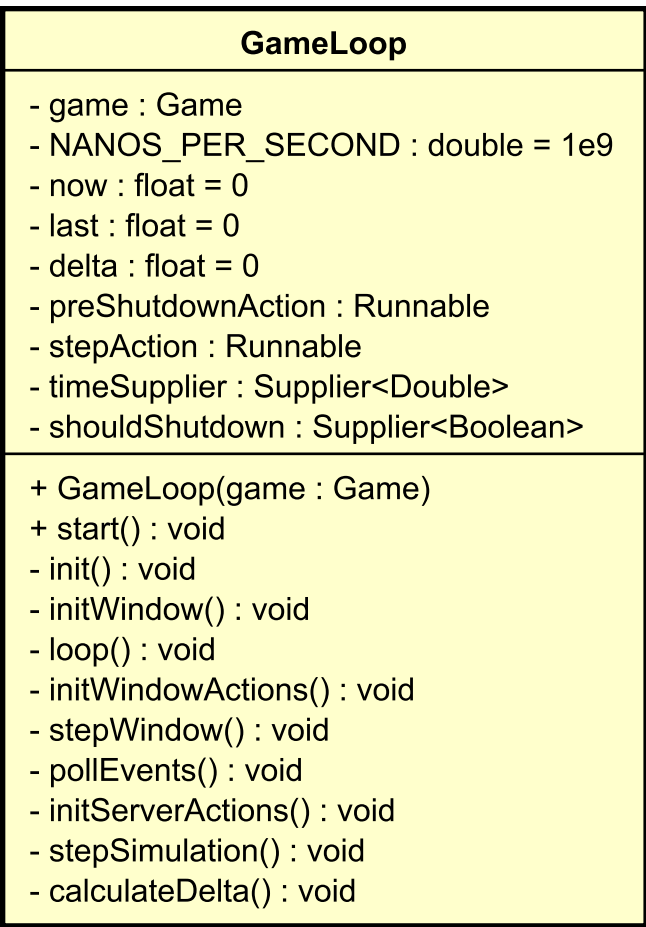 GameLoop
- game : Game
- NANOS_PER_SECOND : double = 1e9
- now : float = 0
- last : float = 0
- delta : float = 0
- preShutdownAction : Runnable
- stepAction : Runnable
- timeSupplier : Supplier<Double>
- shouldShutdown : Supplier<Boolean>
+ GameLoop(game : Game)
+ start() : void
- init() : void
- initWindow() : void
- loop() : void
- initWindowActions() : void
- stepWindow() : void
- pollEvents() : void
- initServerActions() : void
- stepSimulation() : void
- calculateDelta() : void